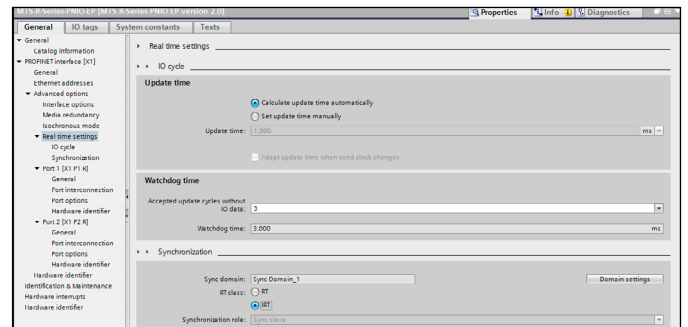 MTS-R-Series-PNIO-EP [MTS R-Series PNIO EP version 2.0]
Properties
Info
Diagnostics
General
IO tags
System constants
Texts
General
Catalog information
PROFINET interface [X1]
General
Ethernet addresses
Advanced options
Interface options
Media redundancy
Isochronous mode
Real time settings
IO cycle
Synchronization
Port 1 [X1 P1 R]
General
Port interconnection
Port options
Hardware identifier
Port 2 [X1 P2 R]
General
Port interconnection
Port options
Hardware identifier
Hardware identifier
Identification & Maintenance
Hardware interrupts
Hardware identifier
Real time settings
IO cycle
Update time
Calculate update time automatically
Set update time manually
Update time: 1.000 ms
Adapt update time when send clock changes
Watchdog time
Accepted update cycles without
IO data: 3
Watchdog time: 3.000 ms
Synchronization
Sync domain: Sync Domain_1 Domain settings
RT class: RT
IRT
Synchronization role: Sync slave